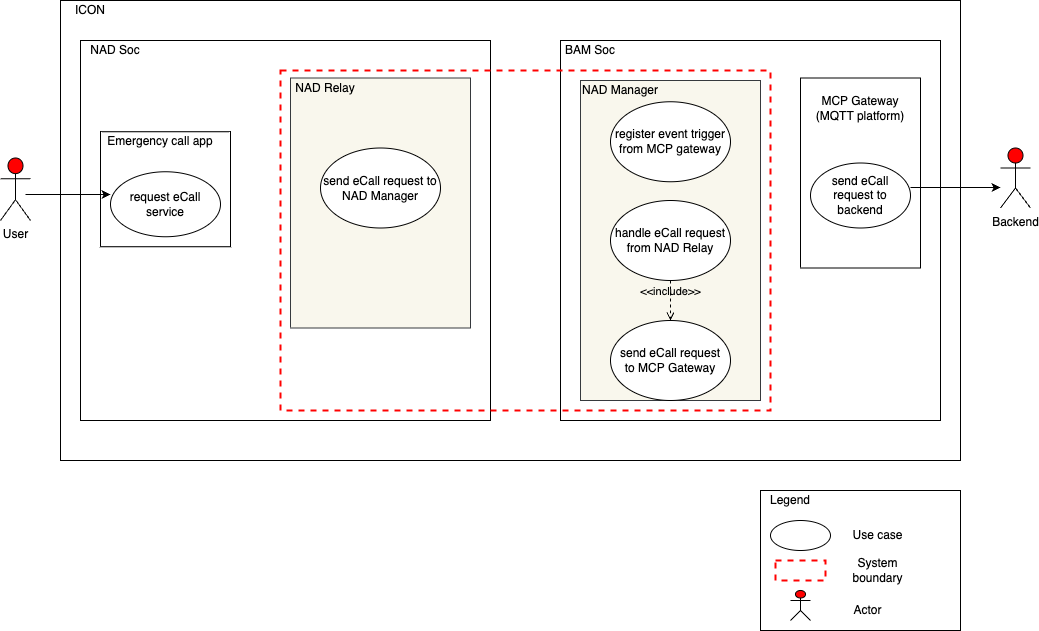 ICON
NAD Soc
BAM Soc
NAD Relay
NAD Manager
MCP Gateway
(MQTT platform)
Emergency call app
register event trigger
from MCP gateway
request eCall
service
send eCall request to
NAD Manager
send eCall
request to
backend
User
Backend
handle eCall request
from NAD Relay
<<include>>
send eCall request
to MCP Gateway
Legend
Use case
System
boundary
Actor